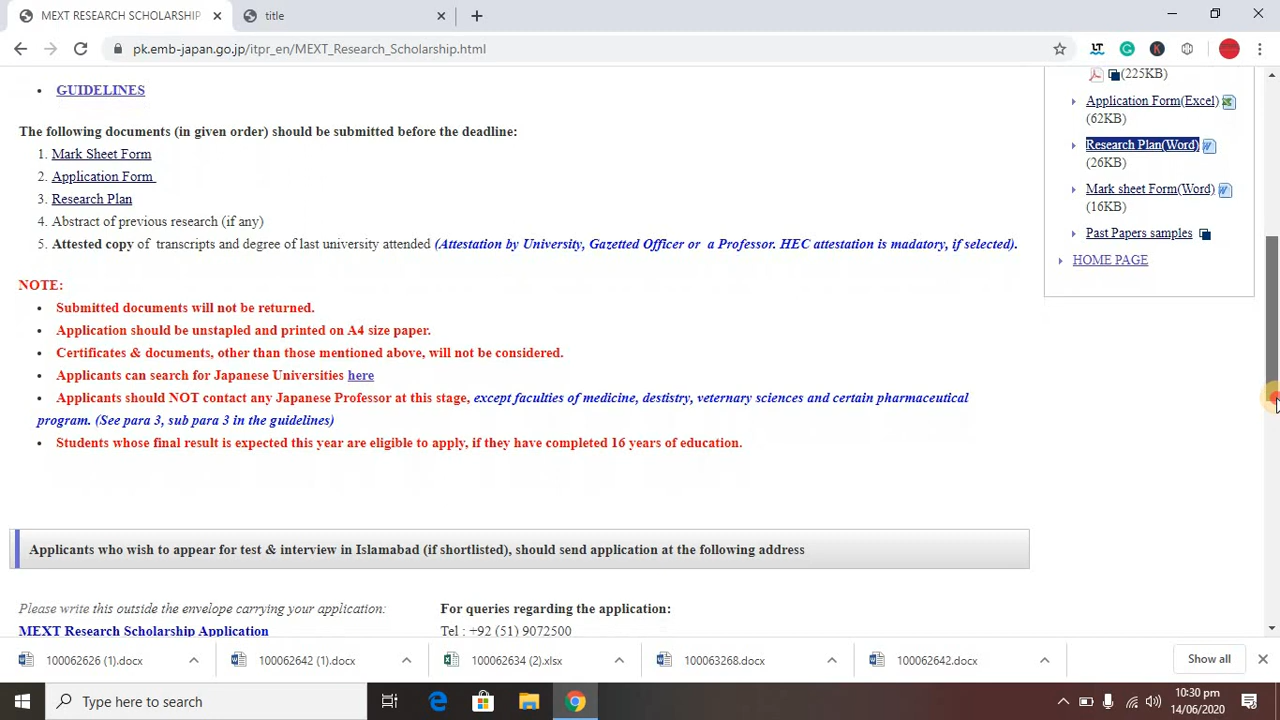 MEXT RESEARCH SCHOLARSHIP
title
pk.emb-japan.go.jp/itpr_en/MEXT_Research_Scholarship.html
GUIDELINES
The following documents (in given order) should be submitted before the deadline:
1. Mark Sheet Form
2. Application Form
3. Research Plan
4. Abstract of previous research (if any)
5. Attested copy of transcripts and degree of last university attended (Attestation by University, Gazetted Officer or a Professor. HEC attestation is madatory, if selected).
NOTE:
Submitted documents will not be returned.
Application should be unstapled and printed on A4 size paper.
Certificates & documents, other than those mentioned above, will not be considered.
Applicants can search for Japanese Universities here
Applicants should NOT contact any Japanese Professor at this stage, except faculties of medicine, destistry, veternary sciences and certain pharmaceutical
program. (See para 3, sub para 3 in the guidelines)
Students whose final result is expected this year are eligible to apply, if they have completed 16 years of education.
Applicants who wish to appear for test & interview in Islamabad (if shortlisted), should send application at the following address
Please write this outside the envelope carrying your application:
MEXT Research Scholarship Application
For queries regarding the application:
Tel : +92 (51) 9072500
(225KB)
Application Form(Excel)
(62KB)
Research Plan(Word)
(26KB)
Mark sheet Form(Word)
(16KB)
Past Papers samples
HOME PAGE
100062626 (1).docx
100062642 (1).docx
100062634 (2).xlsx
100063268.docx
100062642.docx
Show all
Type here to search
10:30 pm
14/06/2020